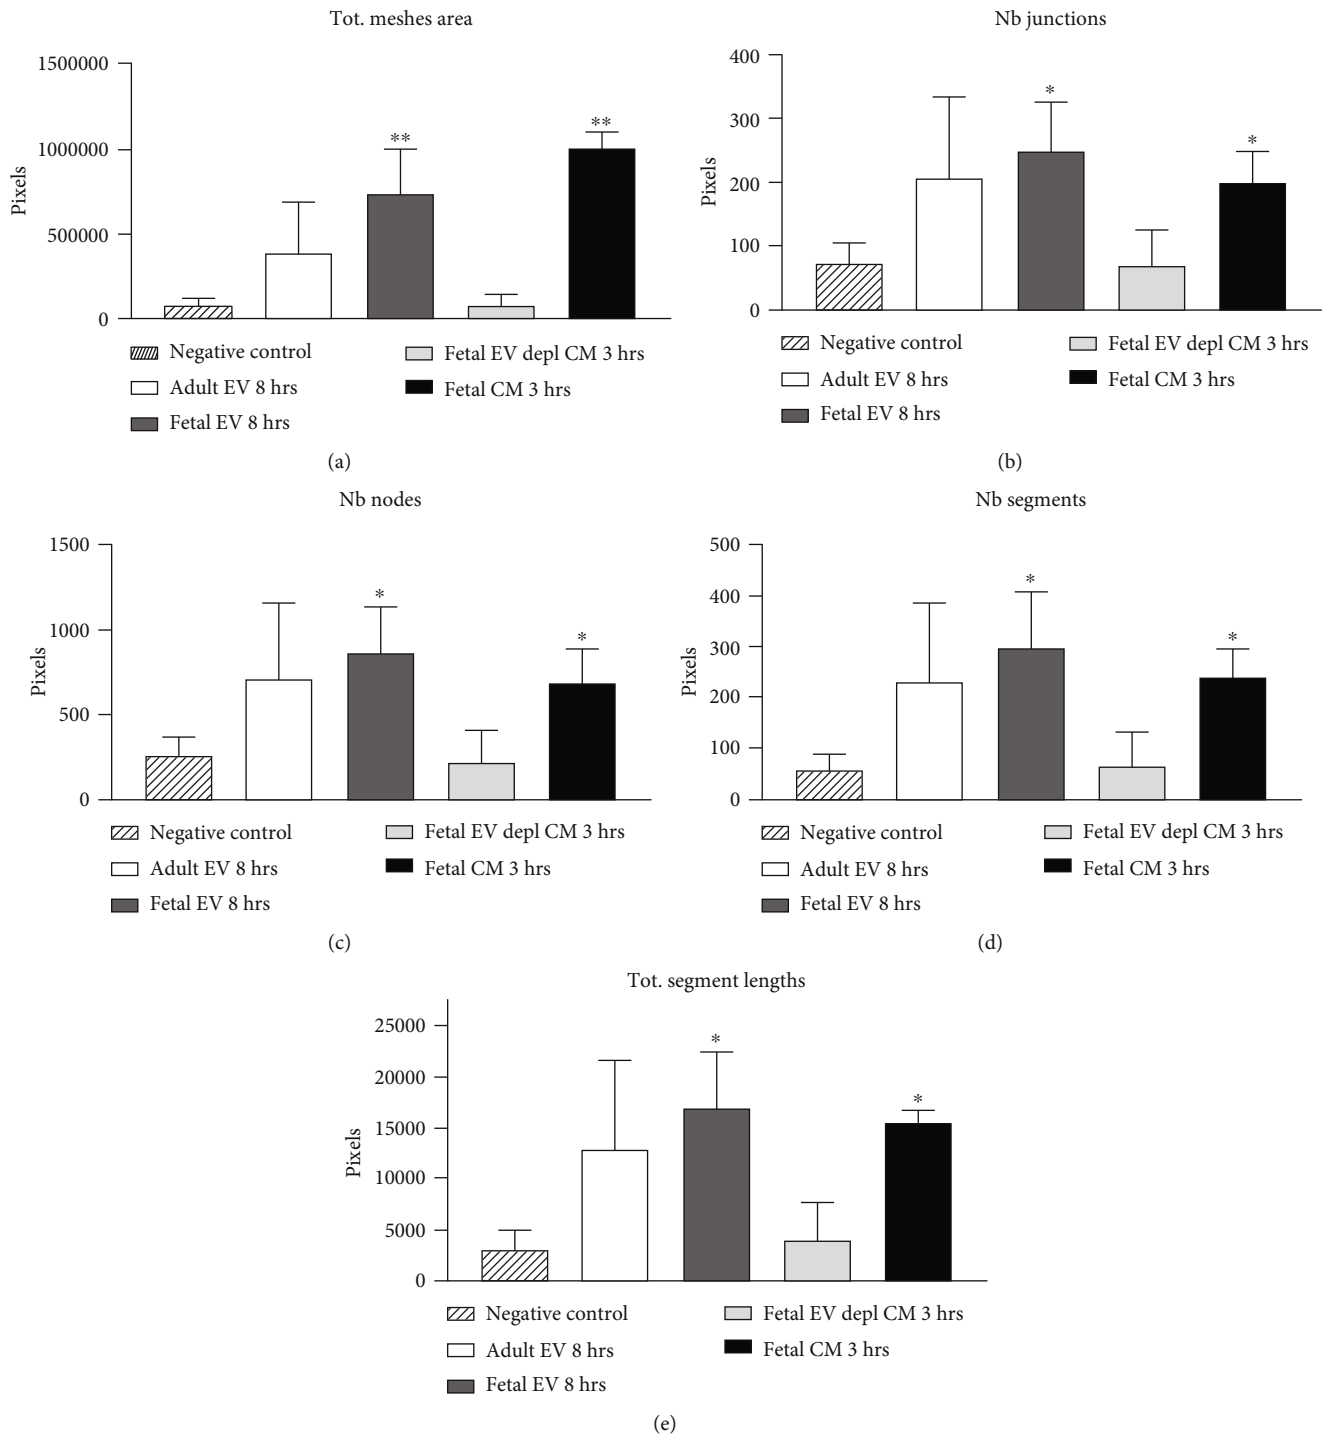 Tot. meshes area
1500000
1000000
500000
0
Pixels
**
**
Negative control
Adult EV 8 hrs
Fetal EV 8 hrs
Fetal EV depl CM 3 hrs
Fetal CM 3 hrs
(a)
Nb junctions
400
300
200
100
0
Pixels
*
*
Negative control
Adult EV 8 hrs
Fetal EV 8 hrs
Fetal EV depl CM 3 hrs
Fetal CM 3 hrs
(b)
Nb nodes
1500
1000
500
0
Pixels
*
*
Negative control
Adult EV 8 hrs
Fetal EV 8 hrs
Fetal EV depl CM 3 hrs
Fetal CM 3 hrs
(c)
Nb segments
500
400
300
200
100
0
Pixels
*
*
Negative control
Adult EV 8 hrs
Fetal EV 8 hrs
Fetal EV depl CM 3 hrs
Fetal CM 3 hrs
(d)
Tot. segment lengths
25000
20000
15000
10000
5000
0
Pixels
*
*
Negative control
Adult EV 8 hrs
Fetal EV 8 hrs
Fetal EV depl CM 3 hrs
Fetal CM 3 hrs
(e)